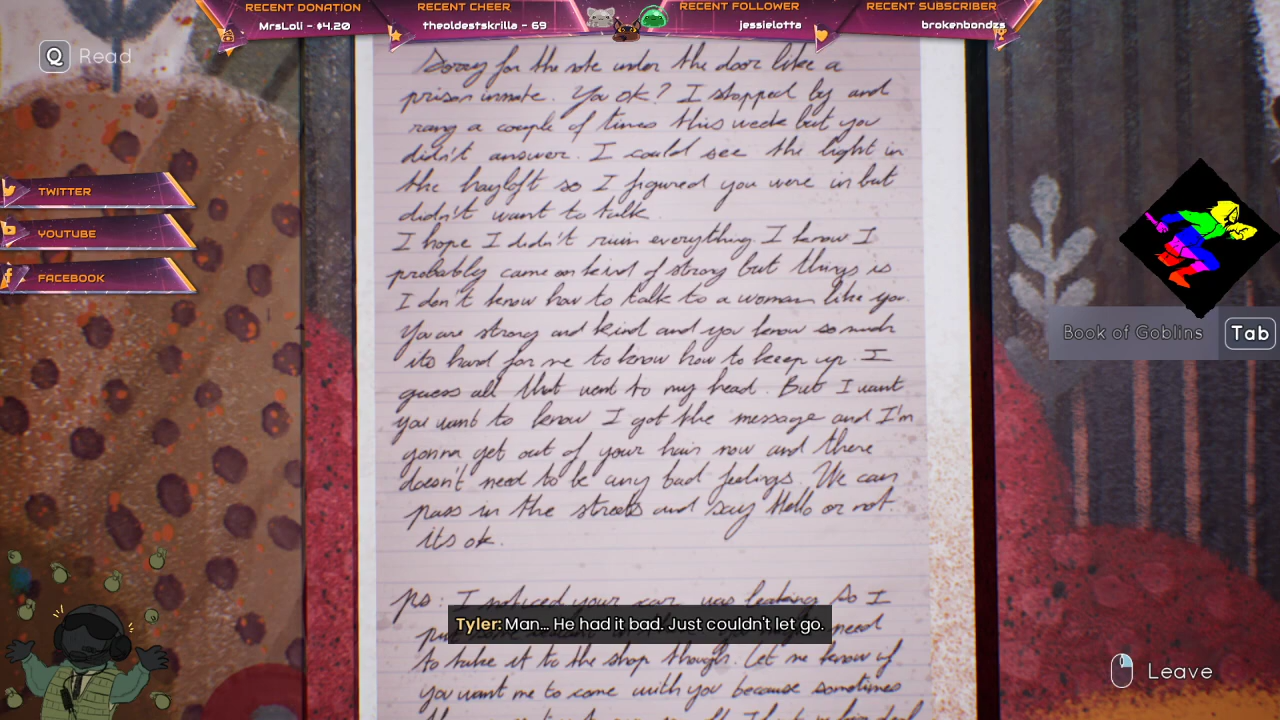 RECENT DONATION
MrsLoli - $4.20
RECENT CHEER
theoldestskrilla - 69
RECENT FOLLOWER
jessielotta
RECENT SUBSCRIBER
brokenbondzs
Q Read
TWITTER
YOUTUBE
FACEBOOK
Sorry for the note under the door like a
prison inmate. You ok? I stopped by and
rang a couple of times this week but you
didn't answer. I could see the light in
the hayloft so I figured you were in but
didn't want to talk.
I hope I didn't ruin everything. I know I
probably came on kind of strong but things is
I don't know how to talk to a woman like you.
You are strong and kind and you know so much
its hard for me to know how to keep up. I
guess all that went to my head. But I want
you want to know I got the message and I'm
gonna get out of your hair now and there
doesn't need to be any bad feelings. We can
pass in the streets and say Hello or not.
its ok.
ps: I noticed your car was leaking so I
need
to take it to the shop though. Let me know if
you want me to come with you because sometimes
Tyler: Man... He had it bad. Just couldn't let go.
Book of Goblins Tab
Leave